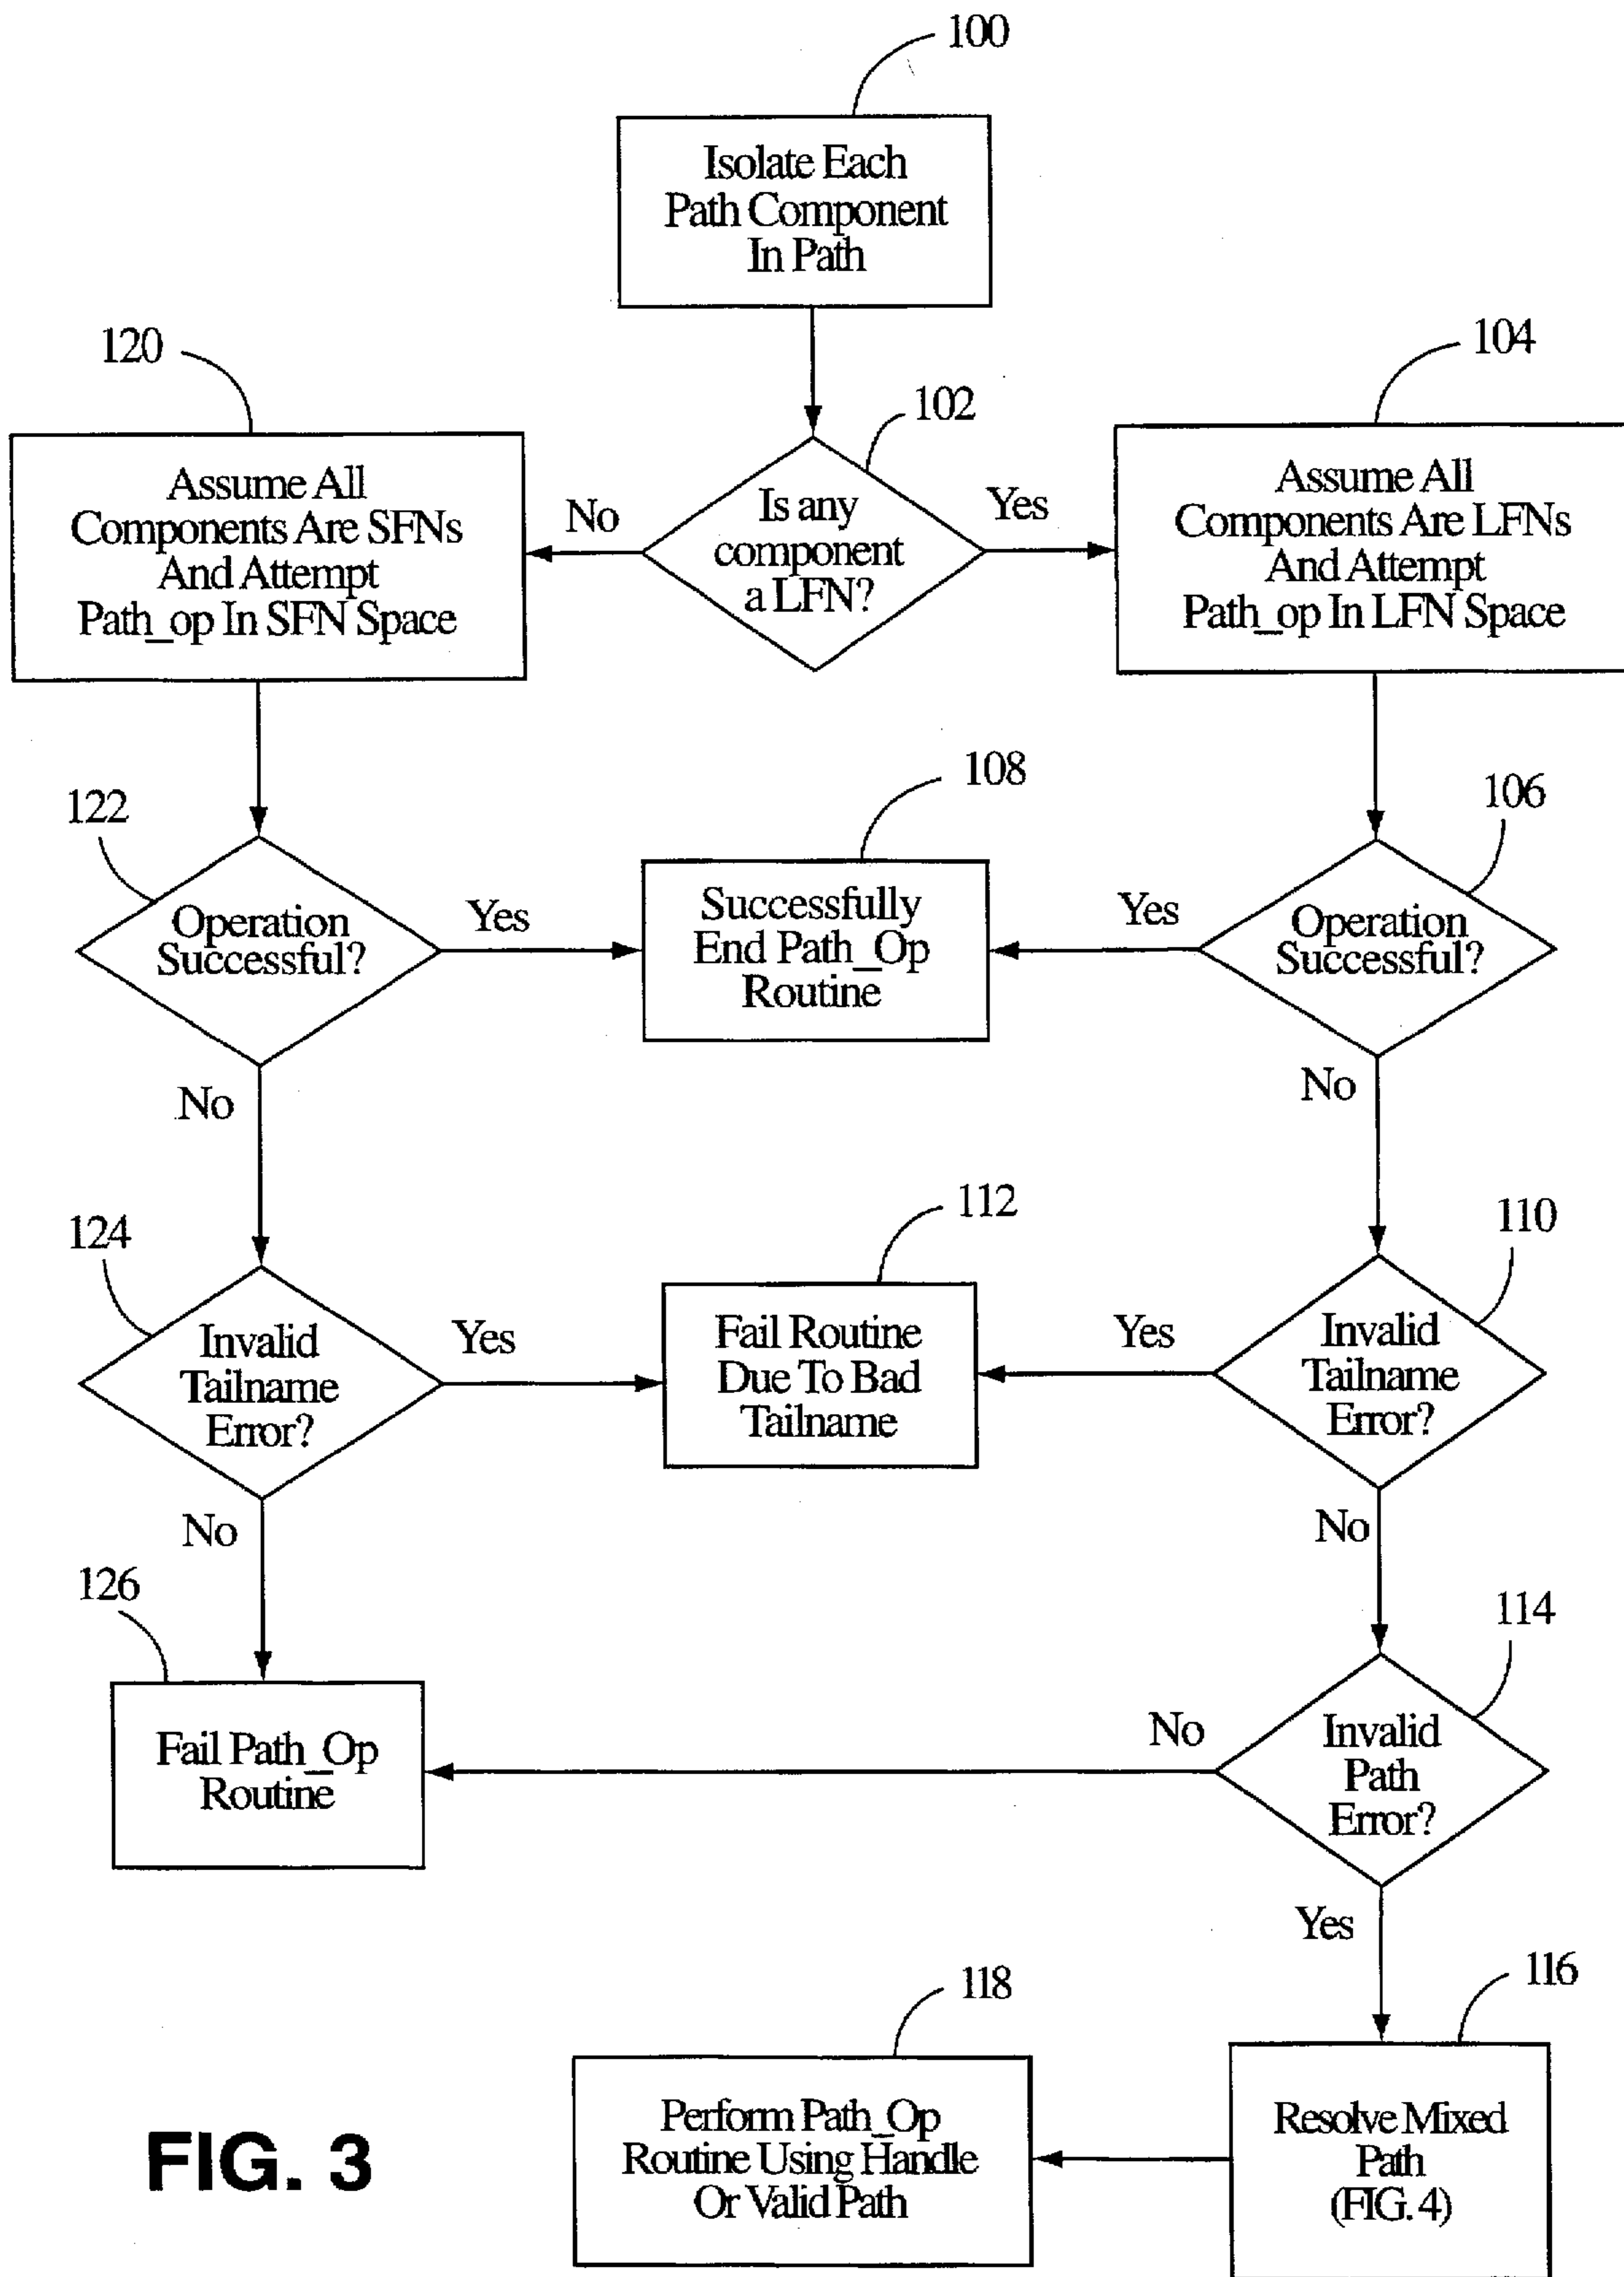 100
Isolate Each
Path Component
In Path
120
104
102
Assume All
Components Are SFNs
And Attempt
Path_op In SFN Space
No
Is any
component
a LFN?
Yes
Assume All
Components Are LFNs
And Attempt
Path_op In LFN Space
122
108
106
Operation
Successful?
Yes
Successfully
End Path_Op
Routine
Yes
Operation
Successful?
No
No
124
112
110
Invalid
Tailname
Error?
Yes
Fail Routine
Due To Bad
Tailname
Yes
Invalid
Tailname
Error?
No
No
126
114
Fail Path_Op
Routine
No
Invalid
Path
Error?
Yes
118
116
Perform Path_Op
Routine Using Handle
Or Valid Path
Resolve Mixed
Path
(FIG. 4)
FIG. 3